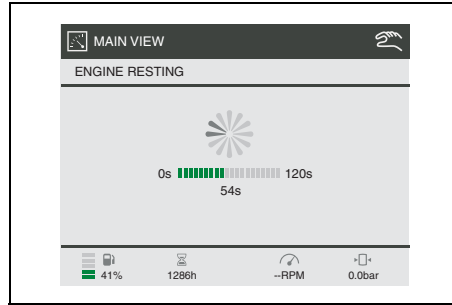 MAIN VIEW
ENGINE RESTING
0s 120s
54s
41% 1286h --RPM 0.0bar